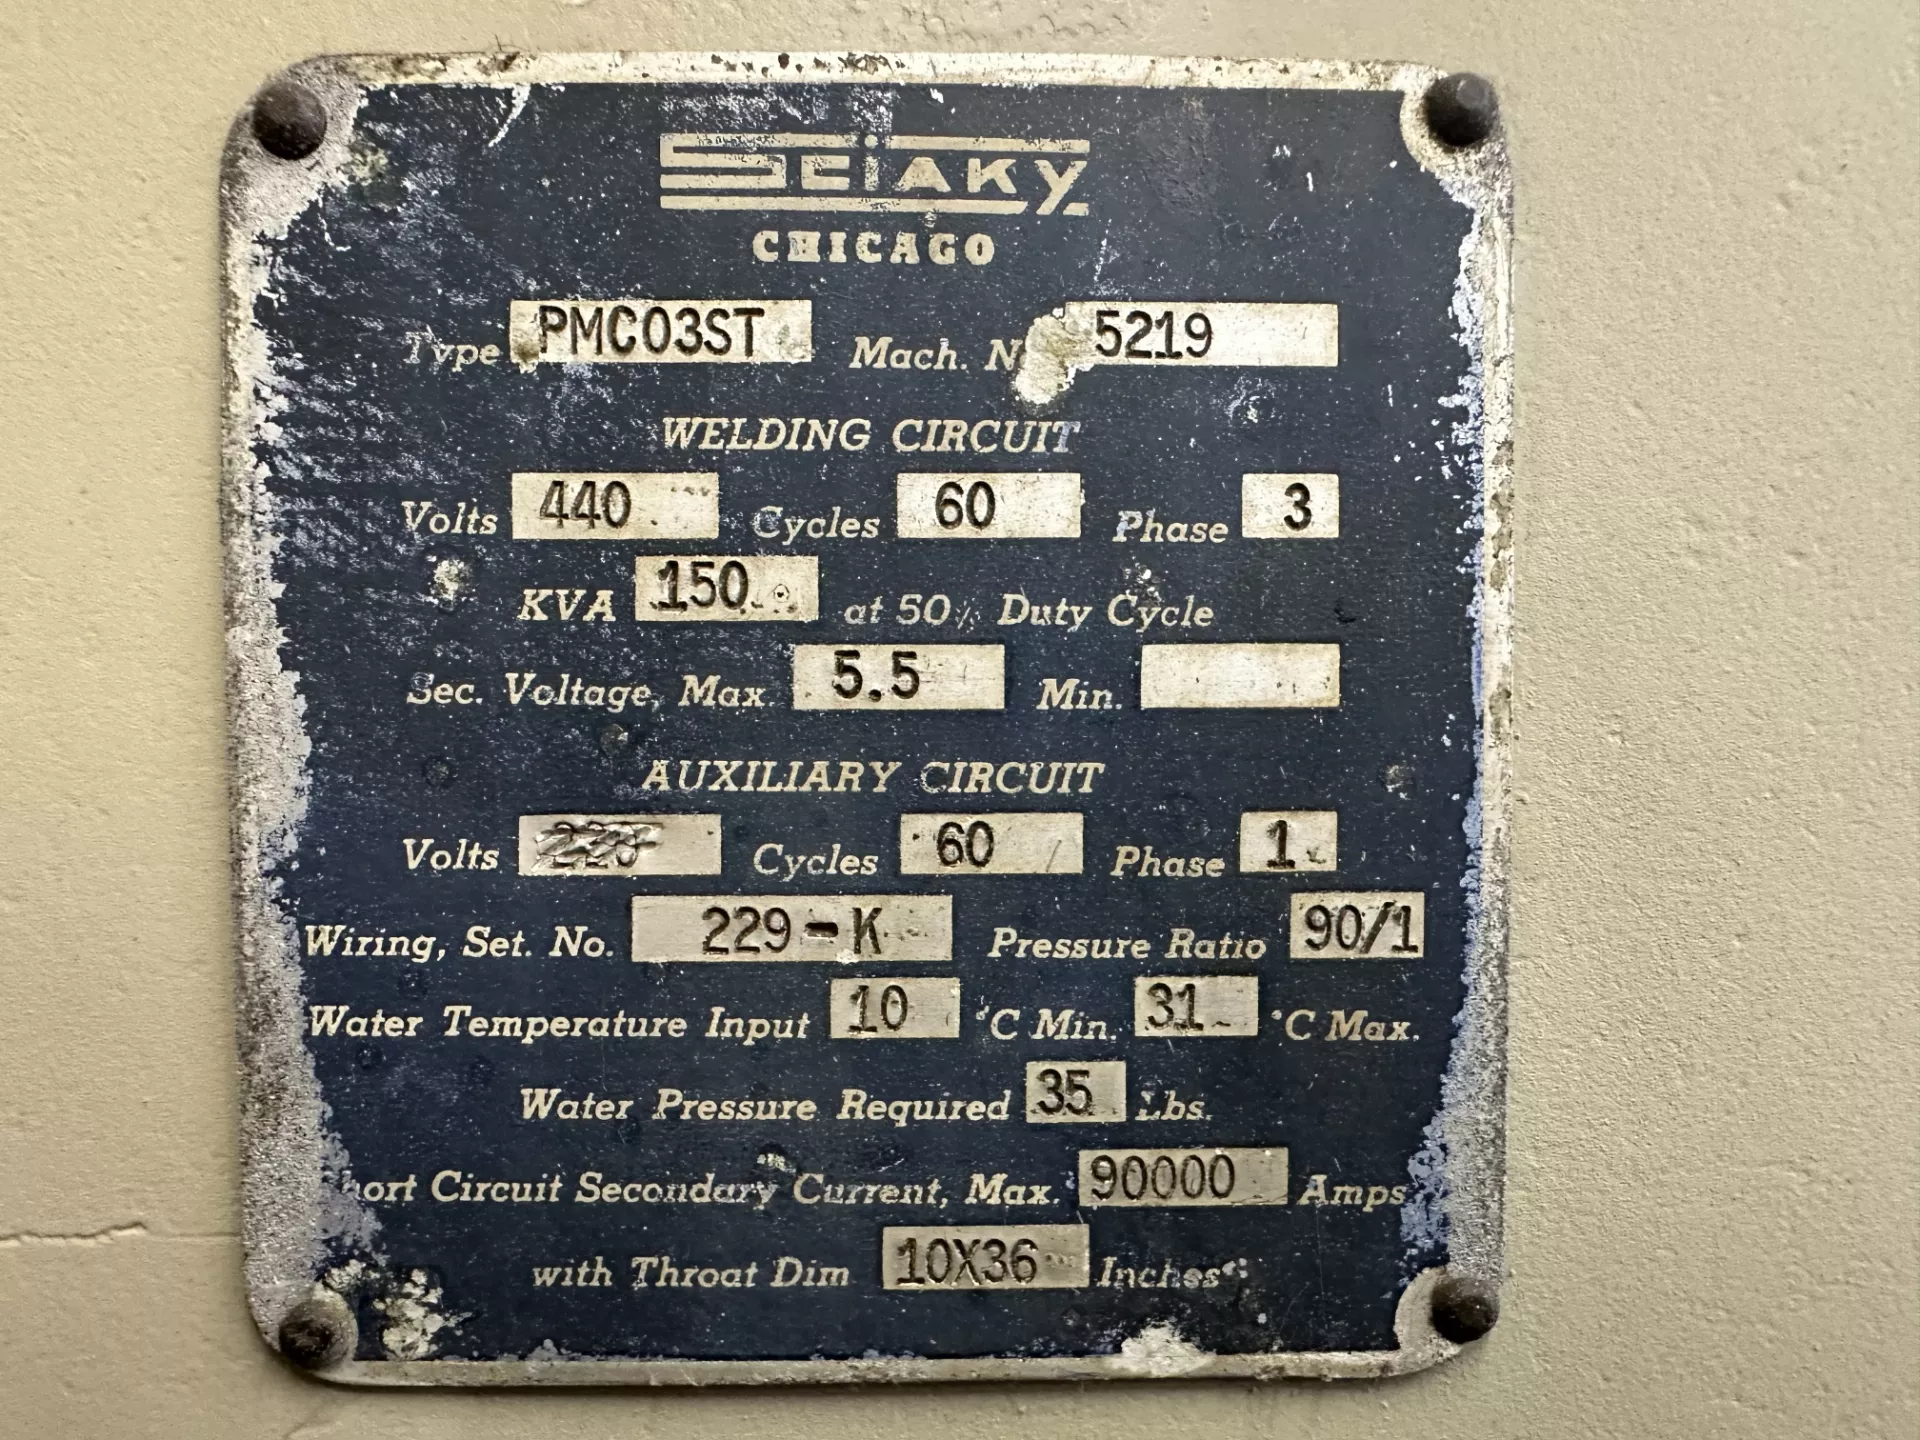 SCIAKY
CHICAGO
Type PMCO3ST Mach. No 5219
WELDING CIRCUIT
Volts 440 Cycles 60 Phase 3
KVA 150 at 50% Duty Cycle
Sec. Voltage, Max. 5.5 Min.
AUXILIARY CIRCUIT
Volts Cycles 60 Phase 1
Wiring, Set. No. 229-K Pressure Ratio 90/1
Water Temperature Input 10 °C Min. 31 °C Max.
Water Pressure Required 35 Lbs.
Short Circuit Secondary Current, Max. 90000 Amps
with Throat Dim 10X36 Inches